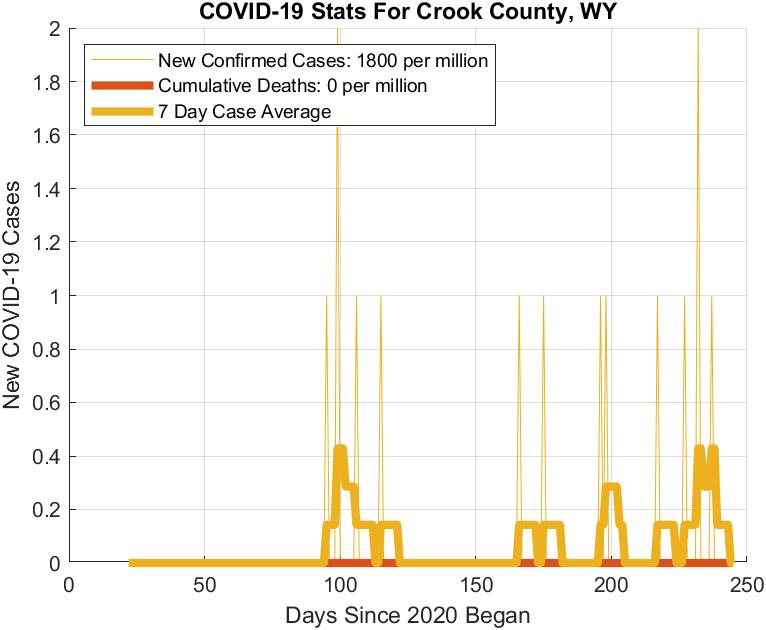 COVID-19 Stats For Crook County, WY
New Confirmed Cases: 1800 per million
Cumulative Deaths: 0 per million
7 Day Case Average
New COVID-19 Cases
2
1.8
1.6
1.4
1.2
1
0.8
0.6
0.4
0.2
0
0 50 100 150 200 250
Days Since 2020 Began